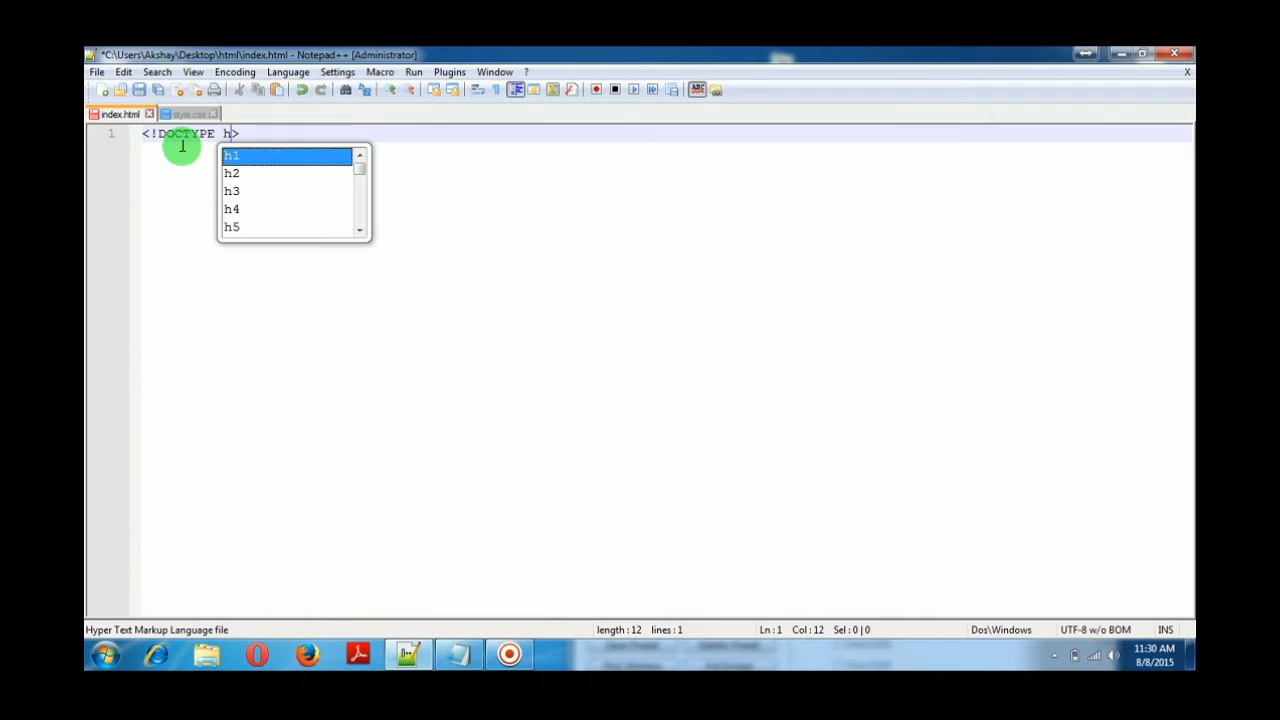 *C:\Users\Akshay\Desktop\html\index.html - Notepad++ [Administrator]
File Edit Search View Encoding Language Settings Macro Run Plugins Window ? X
index.html style.css
1 <!DOCTYPE h>
h1
h2
h3
h4
h5
Hyper Text Markup Language file length : 12 lines : 1 Ln : 1 Col : 12 Sel : 0 | 0 Dos\Windows UTF-8 w/o BOM INS
11:30 AM
8/8/2015